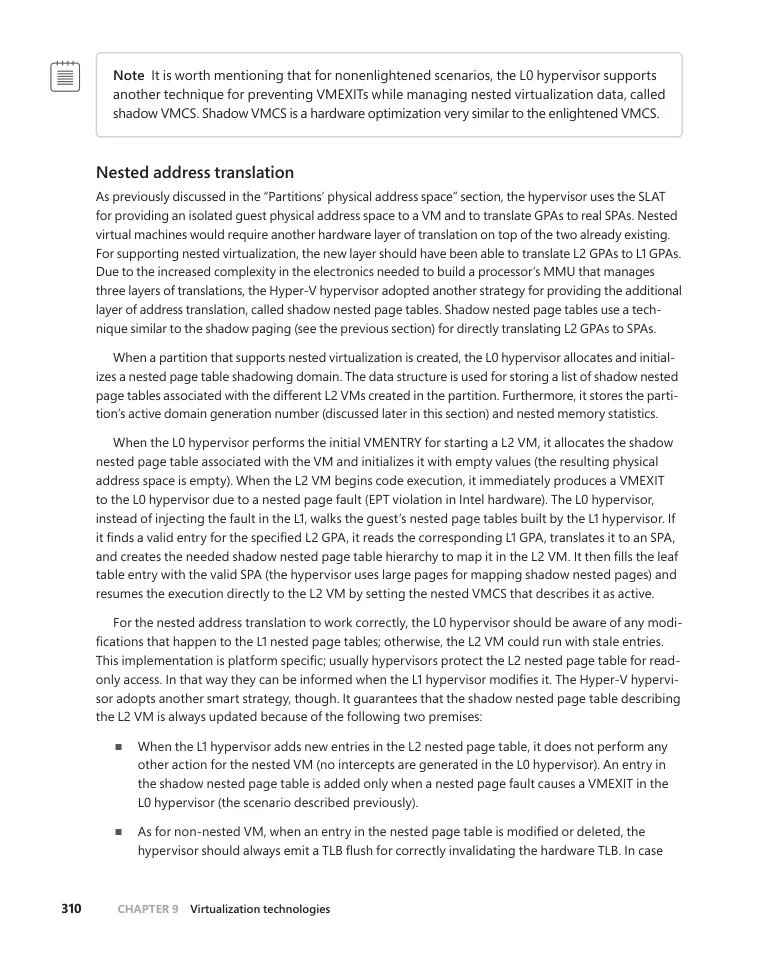 Note It is worth mentioning that for nonenlightened scenarios, the L0 hypervisor supports
another technique for preventing VMEXITs while managing nested virtualization data, called
shadow VMCS. Shadow VMCS is a hardware optimization very similar to the enlightened VMCS.
Nested address translation
As previously discussed in the “Partitions’ physical address space” section, the hypervisor uses the SLAT
for providing an isolated guest physical address space to a VM and to translate GPAs to real SPAs. Nested
virtual machines would require another hardware layer of translation on top of the two already existing.
For supporting nested virtualization, the new layer should have been able to translate L2 GPAs to L1 GPAs.
Due to the increased complexity in the electronics needed to build a processor’s MMU that manages
three layers of translations, the Hyper-V hypervisor adopted another strategy for providing the additional
layer of address translation, called shadow nested page tables. Shadow nested page tables use a tech-
nique similar to the shadow paging (see the previous section) for directly translating L2 GPAs to SPAs.
When a partition that supports nested virtualization is created, the L0 hypervisor allocates and initial-
izes a nested page table shadowing domain. The data structure is used for storing a list of shadow nested
page tables associated with the different L2 VMs created in the partition. Furthermore, it stores the parti-
tion’s active domain generation number (discussed later in this section) and nested memory statistics.
When the L0 hypervisor performs the initial VMENTRY for starting a L2 VM, it allocates the shadow
nested page table associated with the VM and initializes it with empty values (the resulting physical
address space is empty). When the L2 VM begins code execution, it immediately produces a VMEXIT
to the L0 hypervisor due to a nested page fault (EPT violation in Intel hardware). The L0 hypervisor,
instead of injecting the fault in the L1, walks the guest’s nested page tables built by the L1 hypervisor. If
it finds a valid entry for the specified L2 GPA, it reads the corresponding L1 GPA, translates it to an SPA,
and creates the needed shadow nested page table hierarchy to map it in the L2 VM. It then fills the leaf
table entry with the valid SPA (the hypervisor uses large pages for mapping shadow nested pages) and
resumes the execution directly to the L2 VM by setting the nested VMCS that describes it as active.
For the nested address translation to work correctly, the L0 hypervisor should be aware of any modi-
fications that happen to the L1 nested page tables; otherwise, the L2 VM could run with stale entries.
This implementation is platform specific; usually hypervisors protect the L2 nested page table for read-
only access. In that way they can be informed when the L1 hypervisor modifies it. The Hyper-V hypervi-
sor adopts another smart strategy, though. It guarantees that the shadow nested page table describing
the L2 VM is always updated because of the following two premises:
■ When the L1 hypervisor adds new entries in the L2 nested page table, it does not perform any
other action for the nested VM (no intercepts are generated in the L0 hypervisor). An entry in
the shadow nested page table is added only when a nested page fault causes a VMEXIT in the
L0 hypervisor (the scenario described previously).
■ As for non-nested VM, when an entry in the nested page table is modified or deleted, the
hypervisor should always emit a TLB flush for correctly invalidating the hardware TLB. In case
310 CHAPTER 9 Virtualization technologies